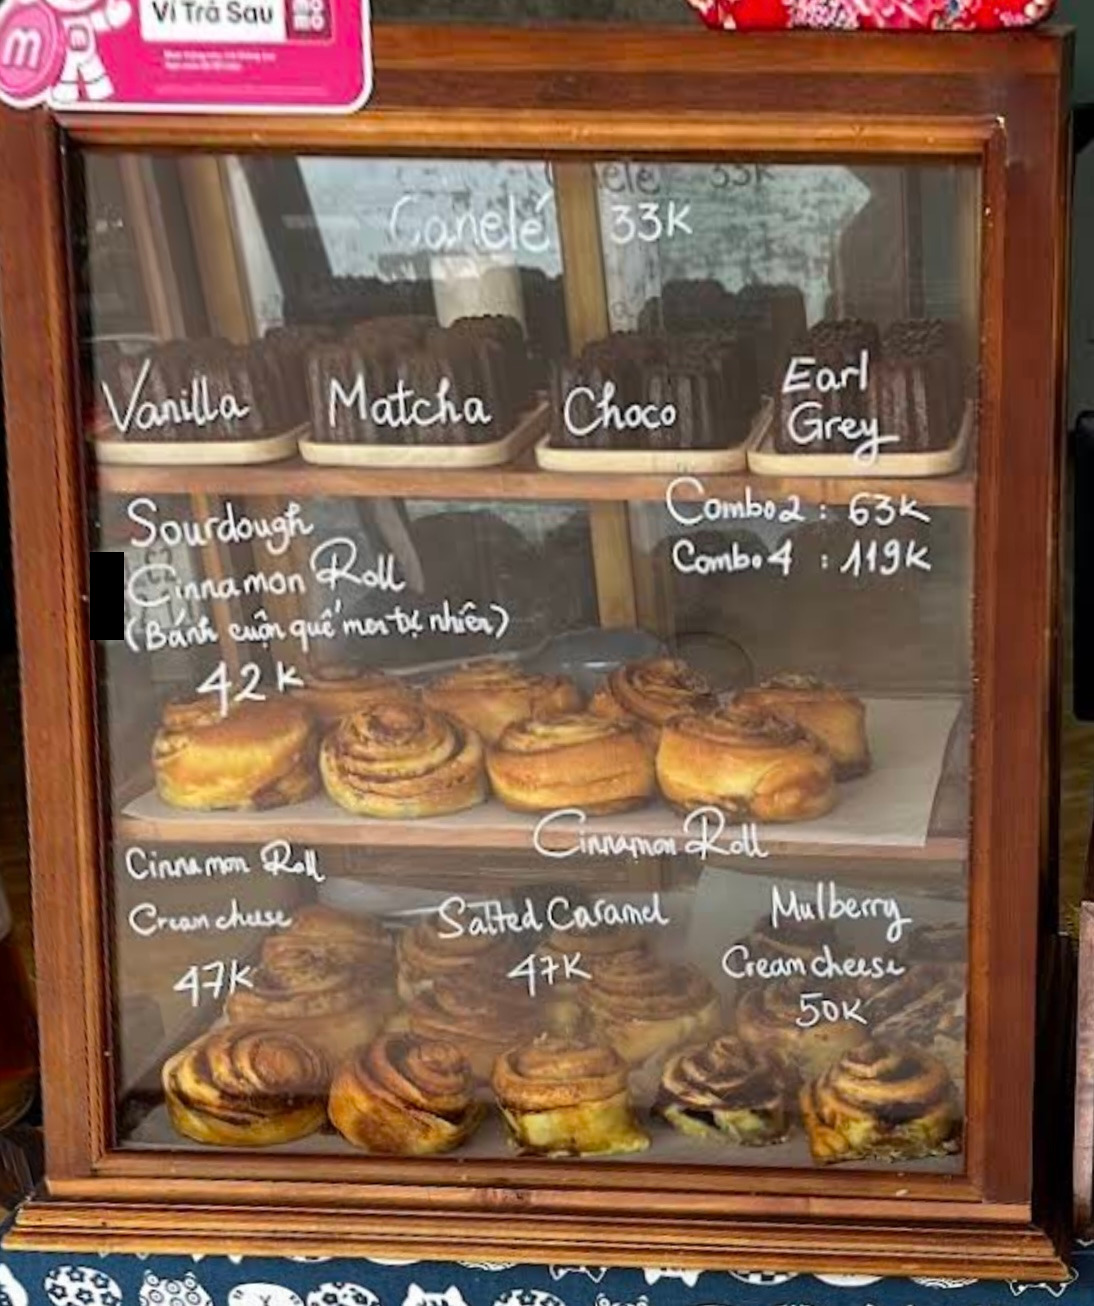 Ví Trả Sau
Canelé 33K
Vanilla
Matcha
Choco
Earl
Grey
Combo 2 : 63K
Combo 4 : 119K
Sourdough
Cinnamon Roll
(Bánh cuộn quế men tự nhiên)
42K
Cinnamon Roll
Cinnamon Roll
Cream cheese
47K
Salted Caramel
47K
Mulberry
Cream cheese
50K